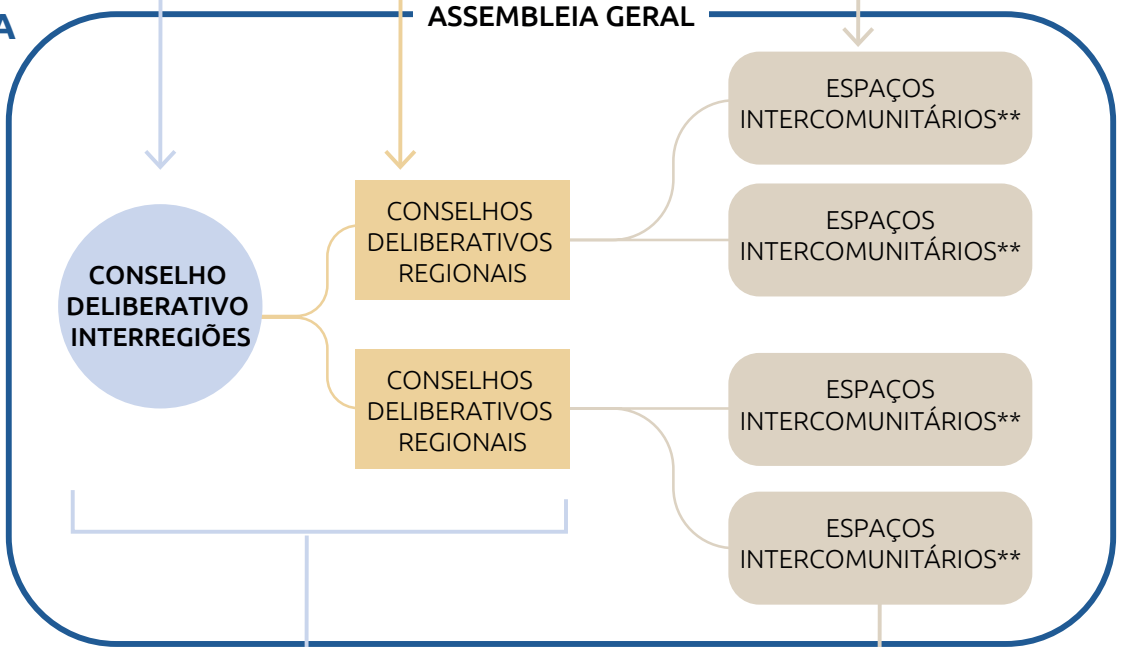 A
ASSEMBLEIA GERAL
CONSELHO
DELIBERATIVO
INTERREGIÕES
CONSELHOS
DELIBERATIVOS
REGIONAIS
CONSELHOS
DELIBERATIVOS
REGIONAIS
ESPAÇOS
INTERCOMUNITÁRIOS**
ESPAÇOS
INTERCOMUNITÁRIOS**
ESPAÇOS
INTERCOMUNITÁRIOS**
ESPAÇOS
INTERCOMUNITÁRIOS**